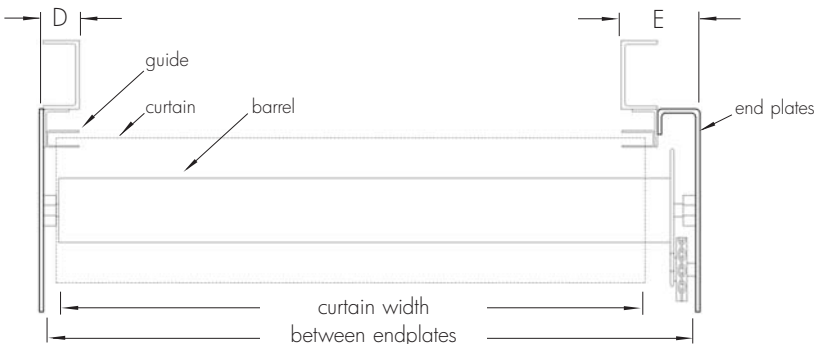 D
E
guide
curtain
barrel
end plates
curtain width
between endplates